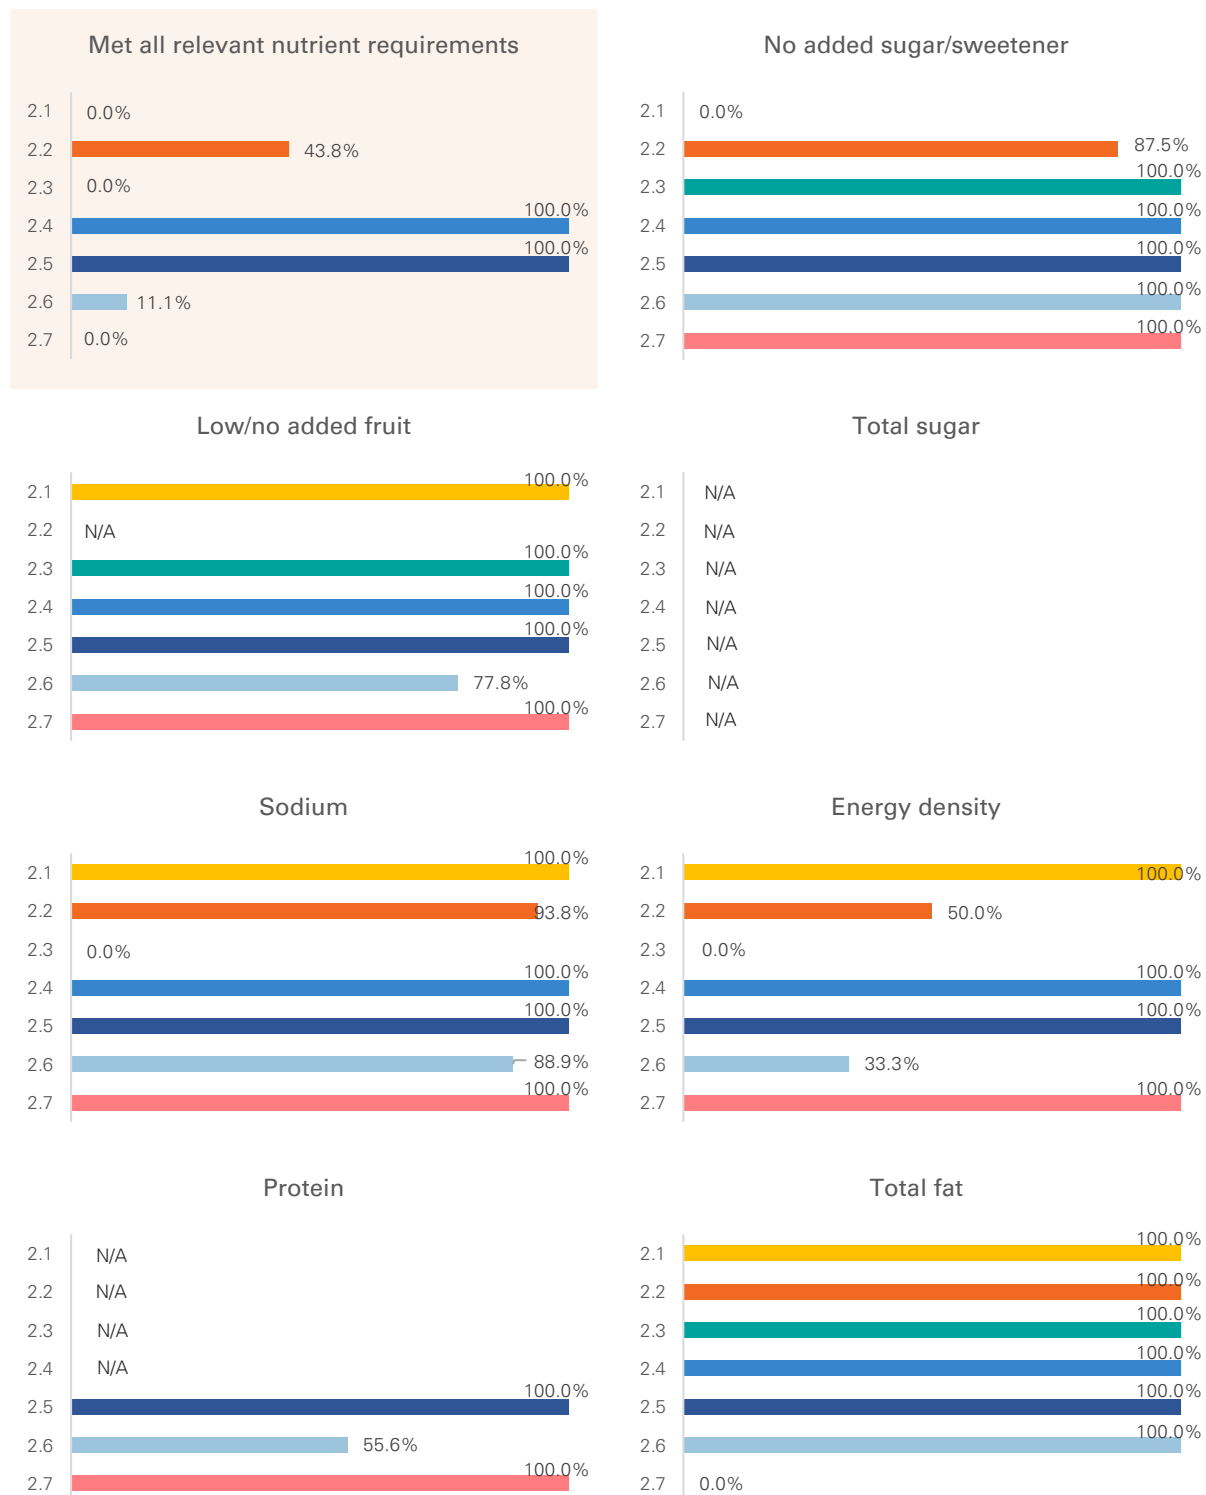 Met all relevant nutrient requirements
2.1 0.0%
2.2 43.8%
2.3 0.0%
2.4 100.0%
2.5 100.0%
2.6 11.1%
2.7 0.0%
No added sugar/sweetener
2.1 0.0%
2.2 87.5%
2.3 100.0%
2.4 100.0%
2.5 100.0%
2.6 100.0%
2.7 100.0%
Low/no added fruit
2.1 100.0%
2.2 N/A
2.3 100.0%
2.4 100.0%
2.5 100.0%
2.6 77.8%
2.7 100.0%
Total sugar
2.1 N/A
2.2 N/A
2.3 N/A
2.4 N/A
2.5 N/A
2.6 N/A
2.7 N/A
Sodium
2.1 100.0%
2.2 93.8%
2.3 0.0%
2.4 100.0%
2.5 100.0%
2.6 88.9%
2.7 100.0%
Energy density
2.1 100.0%
2.2 50.0%
2.3 0.0%
2.4 100.0%
2.5 100.0%
2.6 33.3%
2.7 100.0%
Protein
2.1 N/A
2.2 N/A
2.3 N/A
2.4 N/A
2.5 100.0%
2.6 55.6%
2.7 100.0%
Total fat
2.1 100.0%
2.2 100.0%
2.3 100.0%
2.4 100.0%
2.5 100.0%
2.6 100.0%
2.7 0.0%